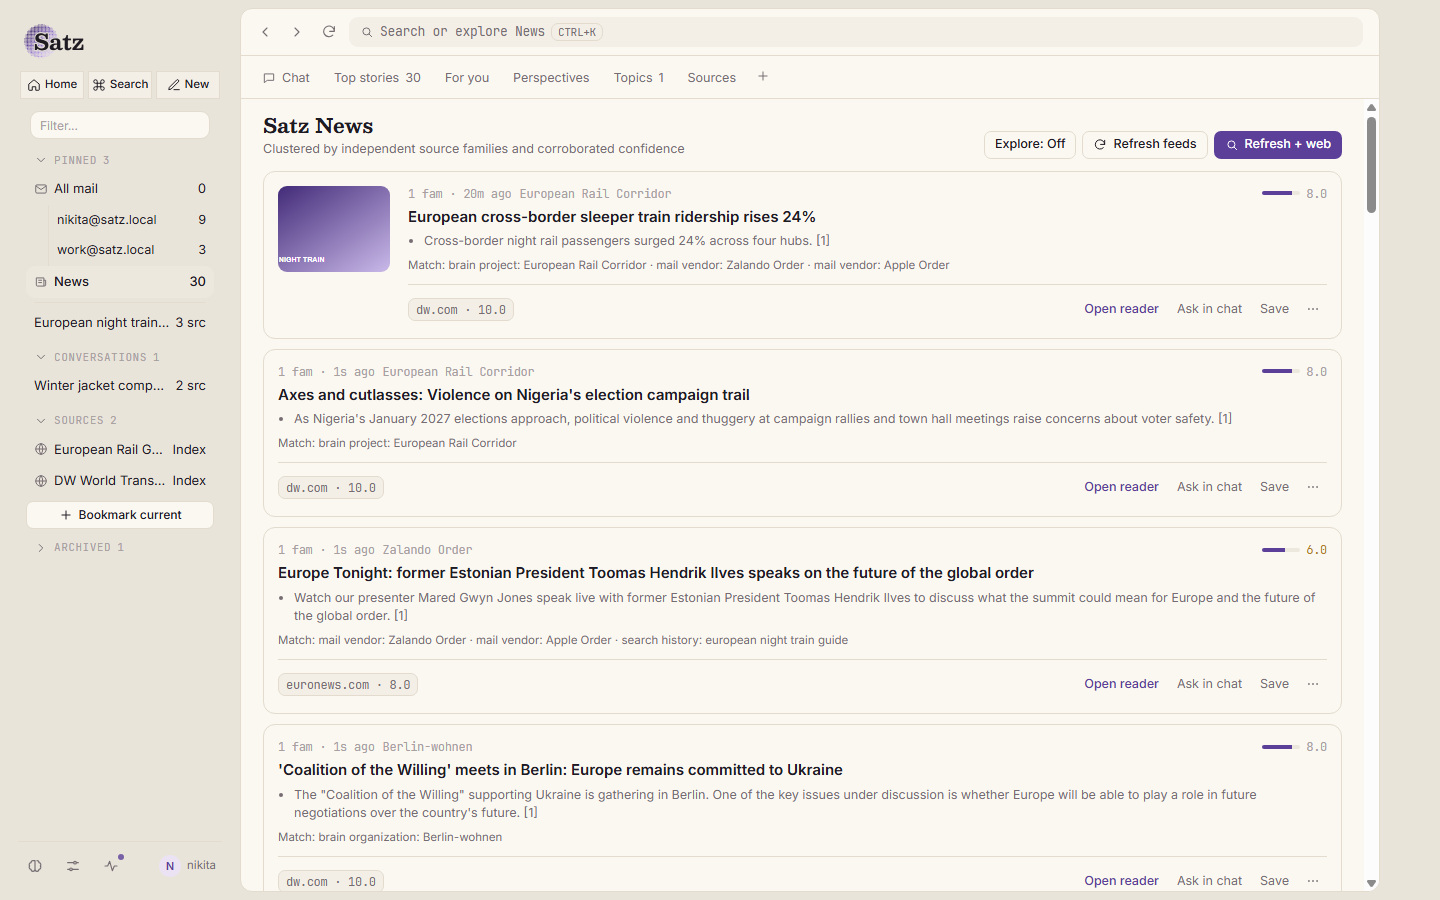 Satz
Home
Search
New
Filter...
PINNED 3
All mail 0
nikita@satz.local 9
work@satz.local 3
News 30
European night train... 3 src
CONVERSATIONS 1
Winter jacket comp... 2 src
SOURCES 2
European Rail G... Index
DW World Trans... Index
Bookmark current
ARCHIVED 1
N nikita
Search or explore News CTRL+K
Chat
Top stories 30
For you
Perspectives
Topics 1
Sources
Satz News
Clustered by independent source families and corroborated confidence
Explore: Off
Refresh feeds
Refresh + web
NIGHT TRAIN
1 fam · 20m ago European Rail Corridor 8.0
European cross-border sleeper train ridership rises 24%
• Cross-border night rail passengers surged 24% across four hubs. [1]
Match: brain project: European Rail Corridor · mail vendor: Zalando Order · mail vendor: Apple Order
dw.com · 10.0
Open reader Ask in chat Save ···
1 fam · 1s ago European Rail Corridor 8.0
Axes and cutlasses: Violence on Nigeria's election campaign trail
• As Nigeria's January 2027 elections approach, political violence and thuggery at campaign rallies and town hall meetings raise concerns about voter safety. [1]
Match: brain project: European Rail Corridor
dw.com · 10.0
Open reader Ask in chat Save ···
1 fam · 1s ago Zalando Order 6.0
Europe Tonight: former Estonian President Toomas Hendrik Ilves speaks on the future of the global order
• Watch our presenter Mared Gwyn Jones speak live with former Estonian President Toomas Hendrik Ilves to discuss what the summit could mean for Europe and the future of
the global order. [1]
Match: mail vendor: Zalando Order · mail vendor: Apple Order · search history: european night train guide
euronews.com · 8.0
Open reader Ask in chat Save ···
1 fam · 1s ago Berlin-wohnen 8.0
'Coalition of the Willing' meets in Berlin: Europe remains committed to Ukraine
• The "Coalition of the Willing" supporting Ukraine is gathering in Berlin. One of the key issues under discussion is whether Europe will be able to play a role in future
negotiations over the country's future. [1]
Match: brain organization: Berlin-wohnen
dw.com · 10.0
Open reader Ask in chat Save ···